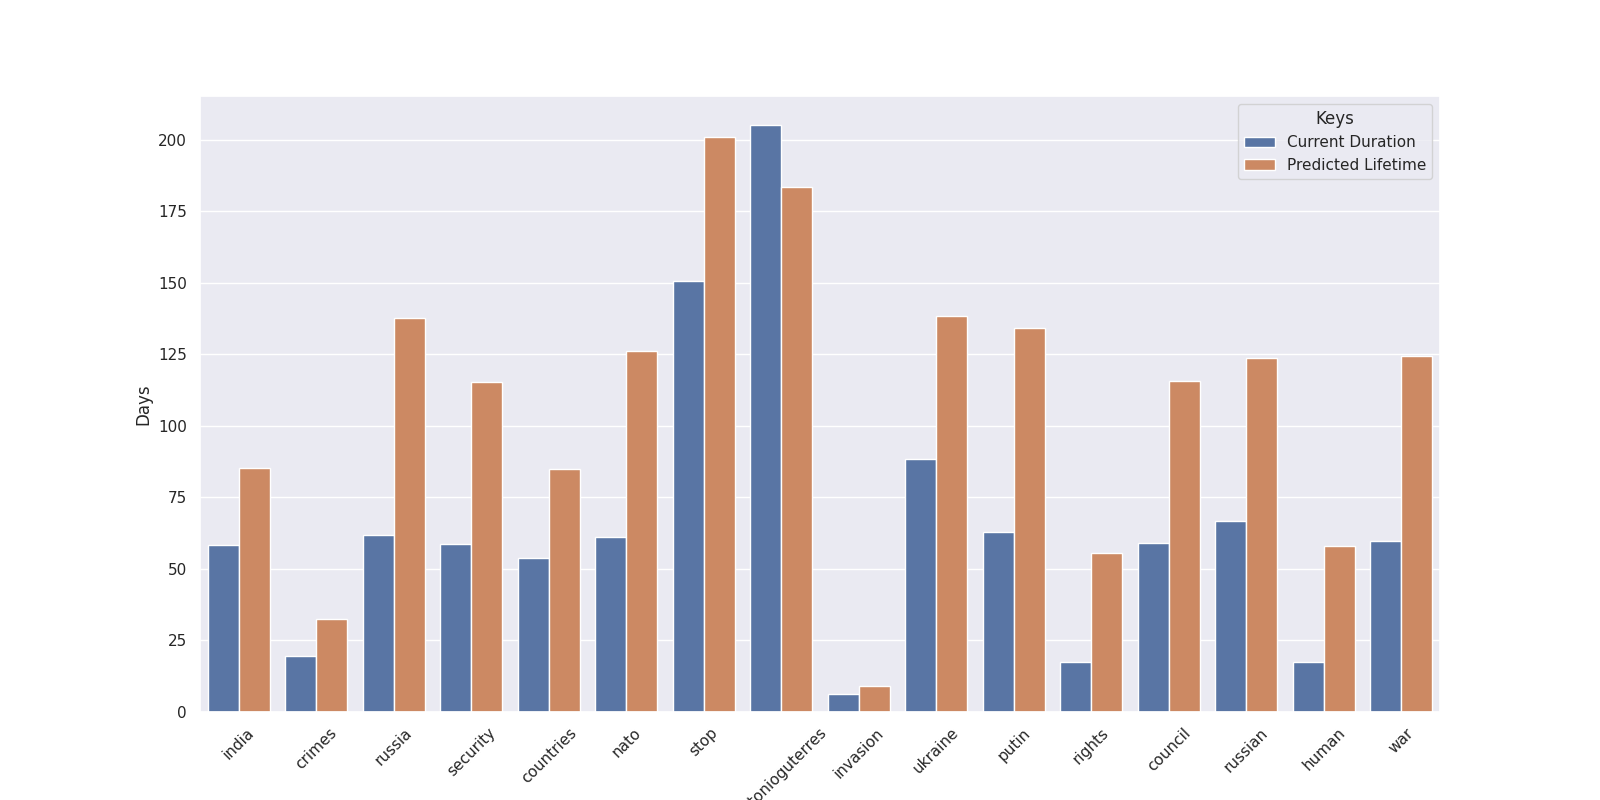 Keys
Current Duration
Predicted Lifetime
200
175
150
125
100
75
50
25
0
Days
india
crimes
russia
security
countries
nato
stop
tonioguterres
invasion
ukraine
putin
rights
council
russian
human
war